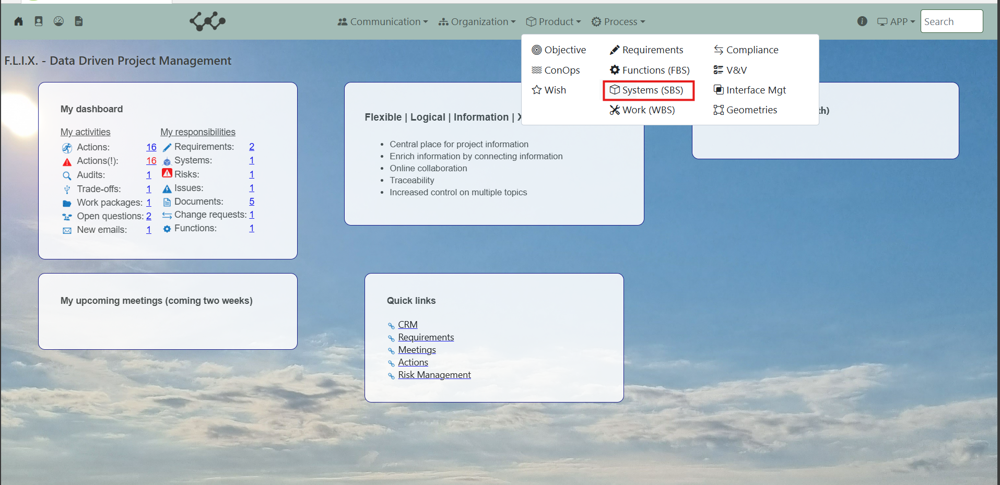 Communication Organization Product Process APP Search
Objective Requirements Compliance
ConOps Functions (FBS) V&V
Wish Systems (SBS) Interface Mgt
Work (WBS) Geometries
F.L.I.X. - Data Driven Project Management
My dashboard
My activities My responsibilities
Actions: 16 Requirements: 2
Actions(!): 16 Systems: 1
Audits: 1 Risks: 1
Trade-offs: 1 Issues: 1
Work packages: 1 Documents: 5
Open questions: 2 Change requests: 1
New emails: 1 Functions: 1
Flexible | Logical | Information | X
Central place for project information
Enrich information by connecting information
Online collaboration
Traceability
Increased control on multiple topics
th)
My upcoming meetings (coming two weeks)
Quick links
CRM
Requirements
Meetings
Actions
Risk Management